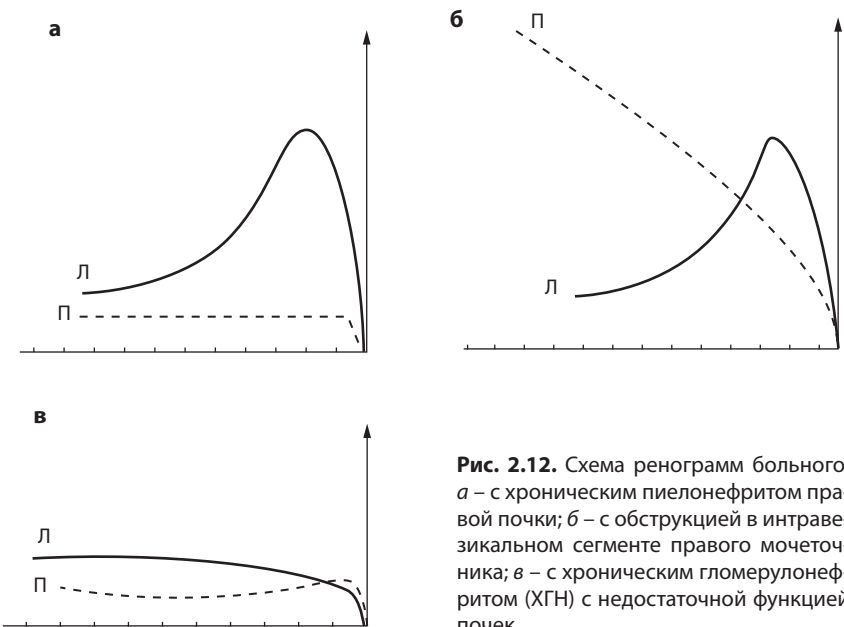 а
П
Л
Л
П
б
П
Л
в
Л
П
Рис. 2.12. Схема ренограмм больного:
а – с хроническим пиелонефритом пра-
вой почки; б – с обструкцией в интраве-
зикальном сегменте правого мочеточ-
ника; в – с хроническим гломерулонеф-
ритом (ХГН) с недостаточной функцией
почек